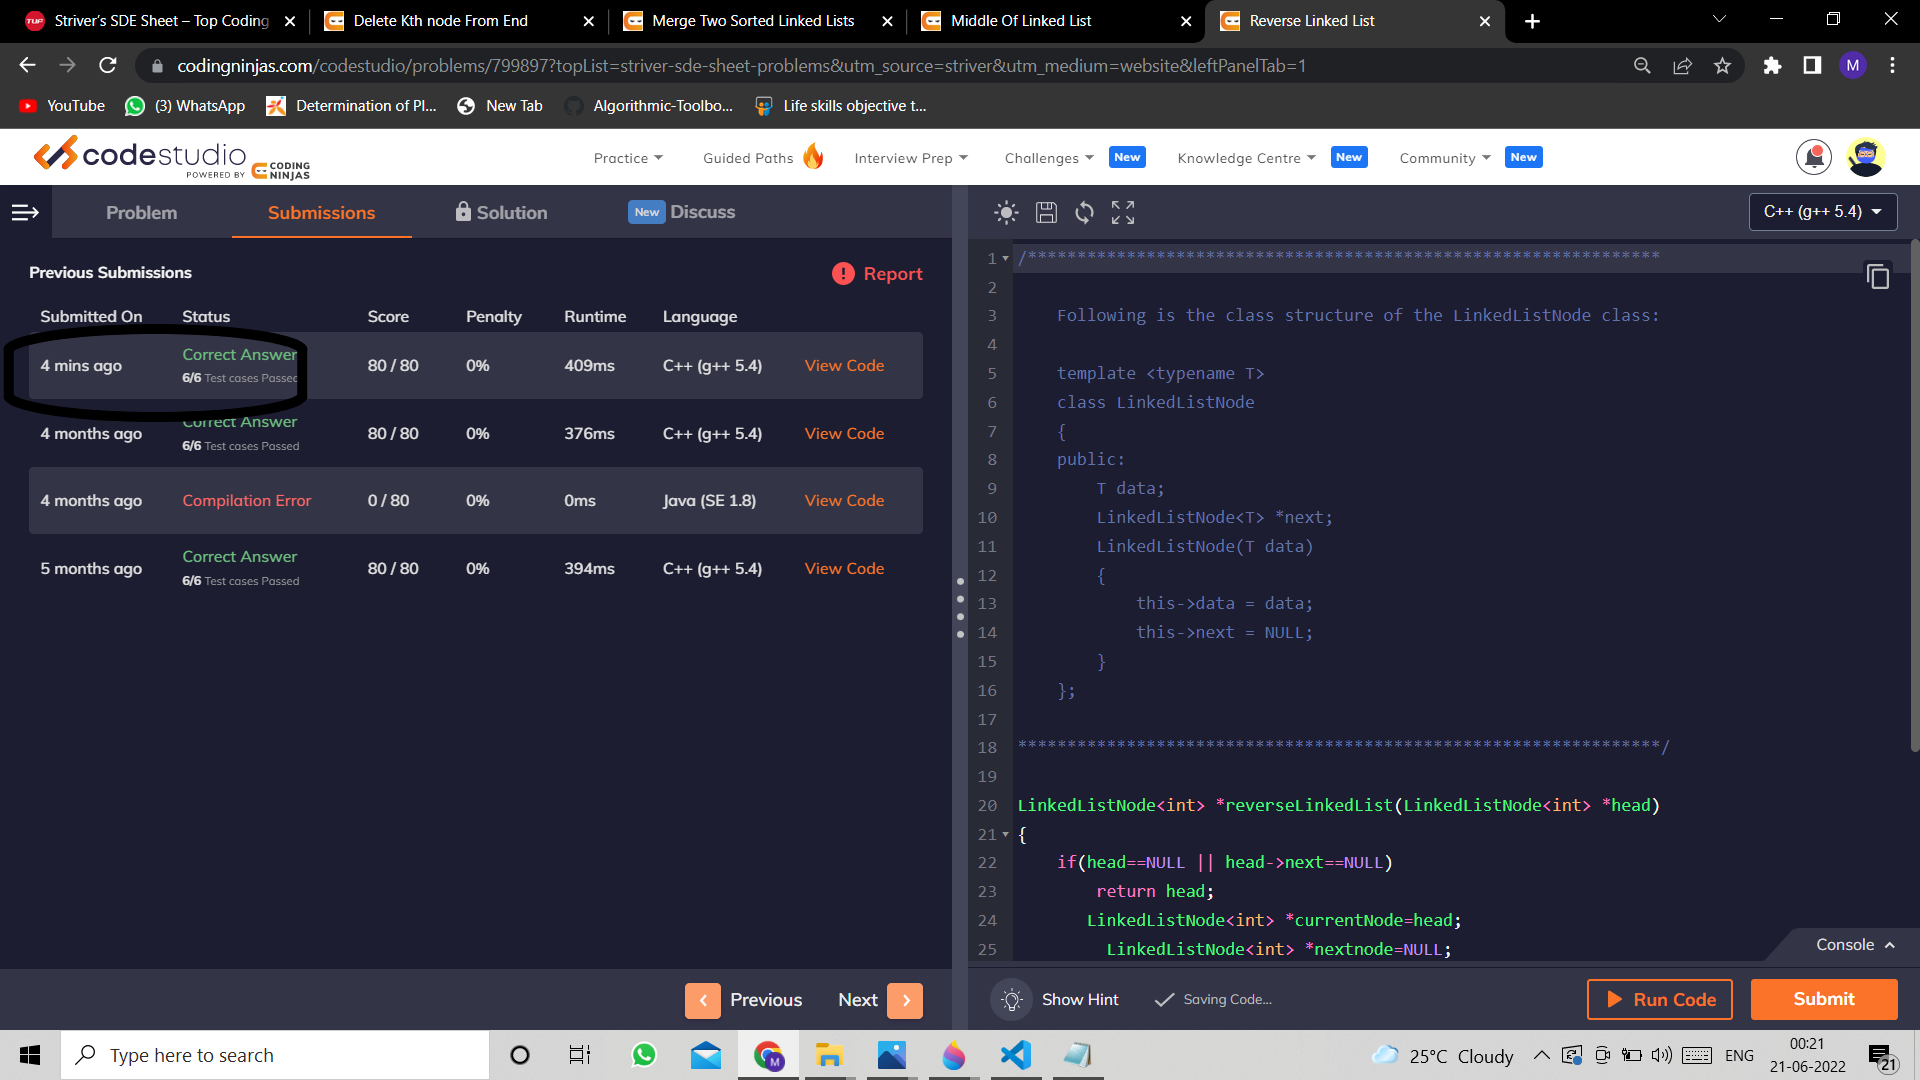 Striver's SDE Sheet – Top Coding
Delete Kth node From End
Merge Two Sorted Linked Lists
Middle Of Linked List
Reverse Linked List
codingninjas.com/codestudio/problems/799897?topList=striver-sde-sheet-problems&utm_source=striver&utm_medium=website&leftPanelTab=1
M
YouTube
(3) WhatsApp
Determination of Pl...
New Tab
Algorithmic-Toolbo...
Life skills objective t...
codestudio
POWERED BY CODING NINJAS
Practice
Guided Paths
Interview Prep
Challenges
New
Knowledge Centre
New
Community
New
Problem
Submissions
Solution
New
Discuss
C++ (g++ 5.4)
Previous Submissions
Report
Submitted On Status Score Penalty Runtime Language
4 mins ago Correct Answer 6/6 Test cases Passed 80 / 80 0% 409ms C++ (g++ 5.4) View Code
4 months ago Correct Answer 6/6 Test cases Passed 80 / 80 0% 376ms C++ (g++ 5.4) View Code
4 months ago Compilation Error 0 / 80 0% 0ms Java (SE 1.8) View Code
5 months ago Correct Answer 6/6 Test cases Passed 80 / 80 0% 394ms C++ (g++ 5.4) View Code
1 /****************************************************************
2
3 Following is the class structure of the LinkedListNode class:
4
5 template <typename T>
6 class LinkedListNode
7 {
8 public:
9 T data;
10 LinkedListNode<T> *next;
11 LinkedListNode(T data)
12 {
13 this->data = data;
14 this->next = NULL;
15 }
16 };
17
18 *****************************************************************/
19
20 LinkedListNode<int> *reverseLinkedList(LinkedListNode<int> *head)
21 {
22 if(head==NULL || head->next==NULL)
23 return head;
24 LinkedListNode<int> *currentNode=head;
25 LinkedListNode<int> *nextnode=NULL;
Console
Previous
Next
Show Hint
Saving Code...
Run Code
Submit
Type here to search
25°C Cloudy
ENG
00:21
21-06-2022
21